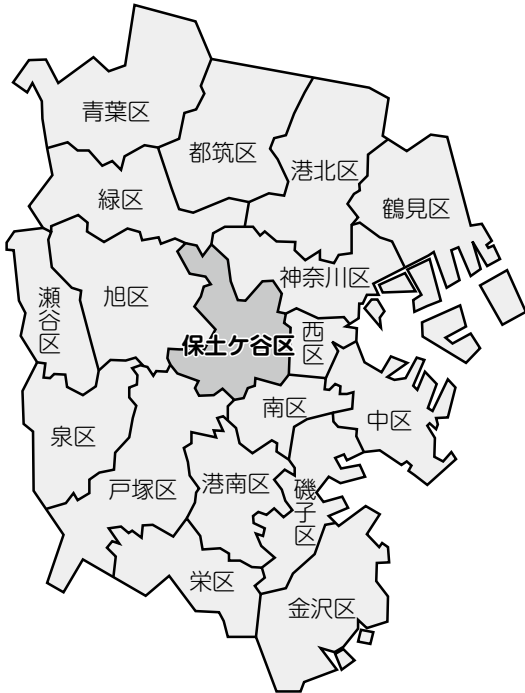 青葉区
都筑区
港北区
鶴見区
緑区
神奈川区
旭区
瀬谷区
保土ケ谷区
西区
南区
中区
泉区
戸塚区
港南区
磯子区
栄区
金沢区